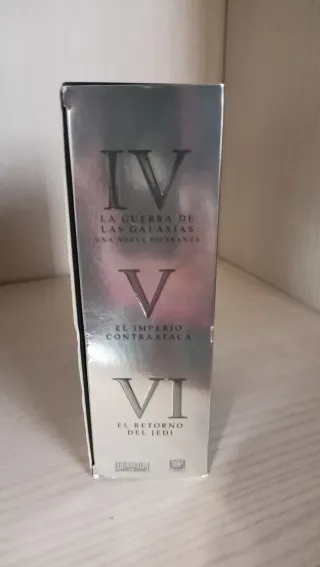 IV
LA GUERRA DE
LAS GALAXIAS
UNA NUEVA ESPERANZA
V
EL IMPERIO
CONTRAATACA
VI
EL RETORNO
DEL JEDI